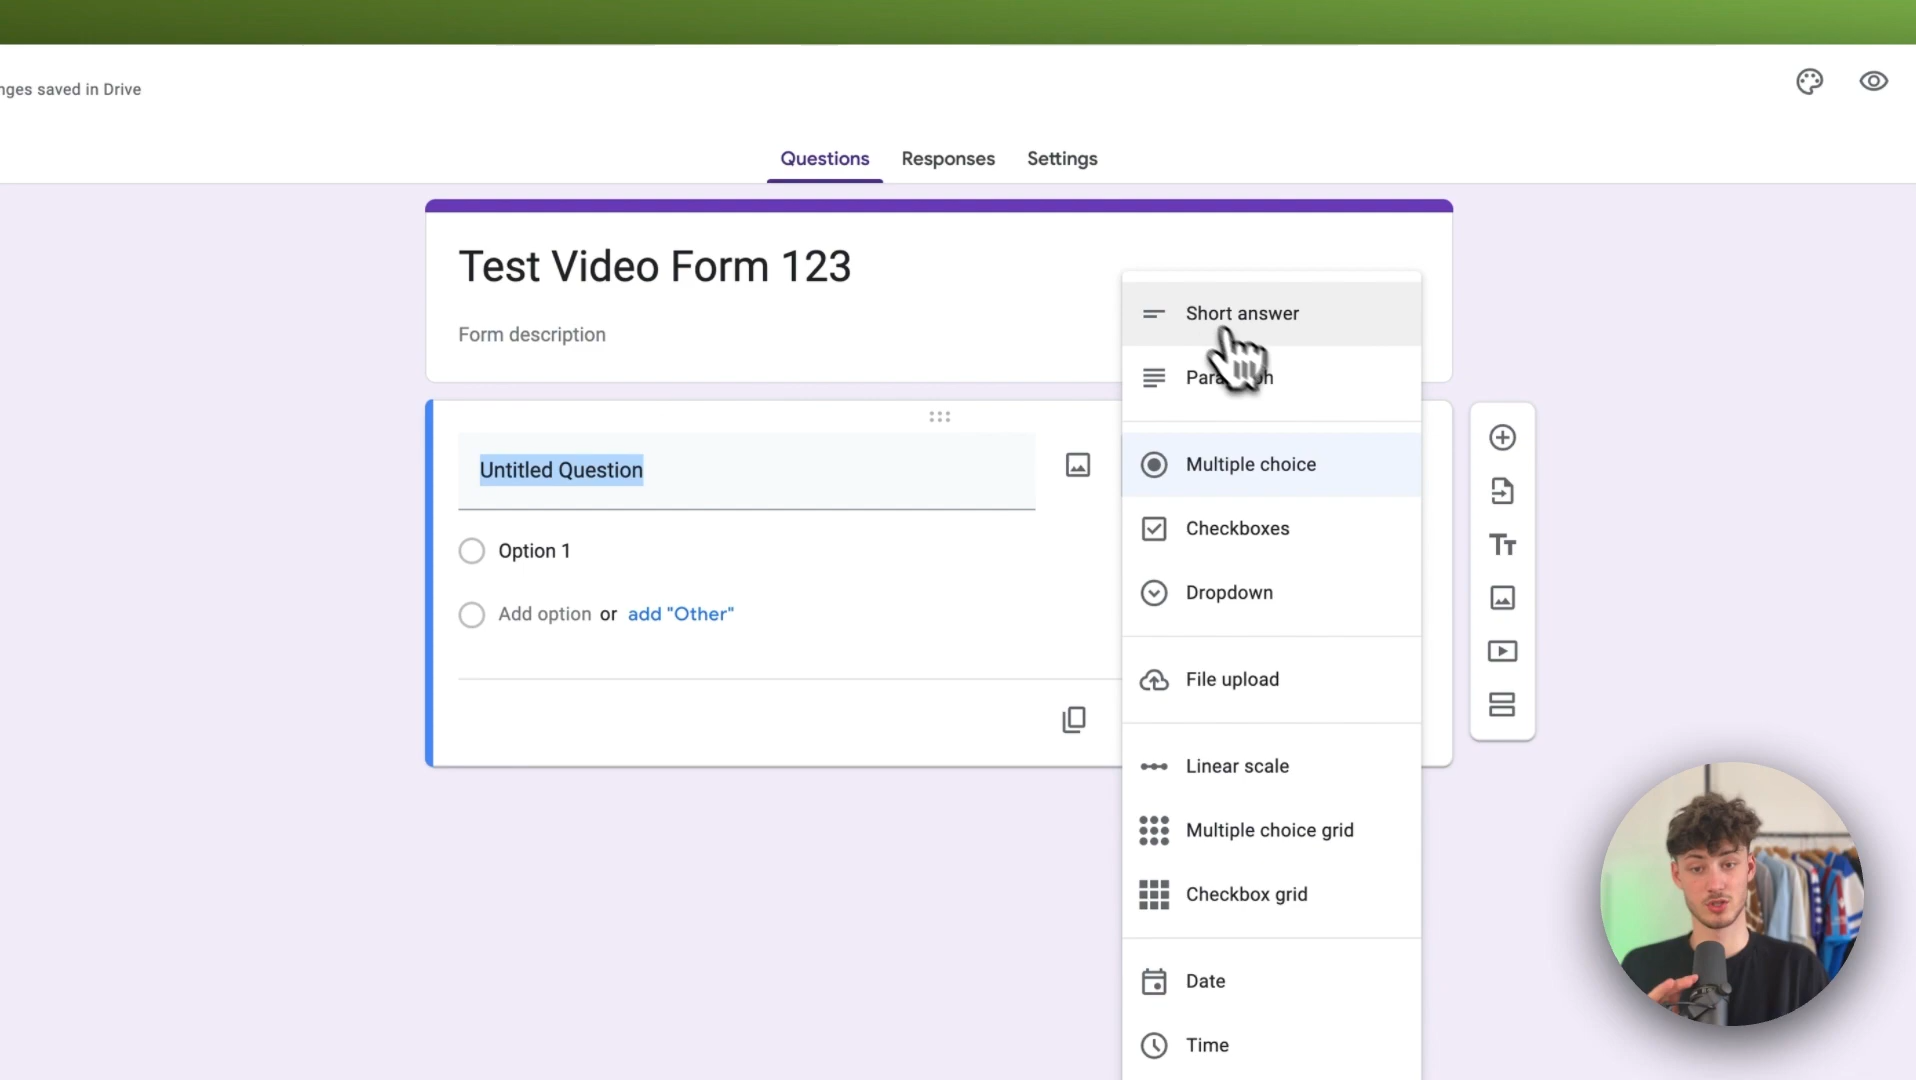 nges saved in Drive
Questions
Responses
Settings
Test Video Form 123
Form description
Short answer
Untitled Question
Multiple choice
Option 1
Checkboxes
Add option or add "Other"
Dropdown
File upload
Linear scale
Multiple choice grid
Checkbox grid
Date
Time